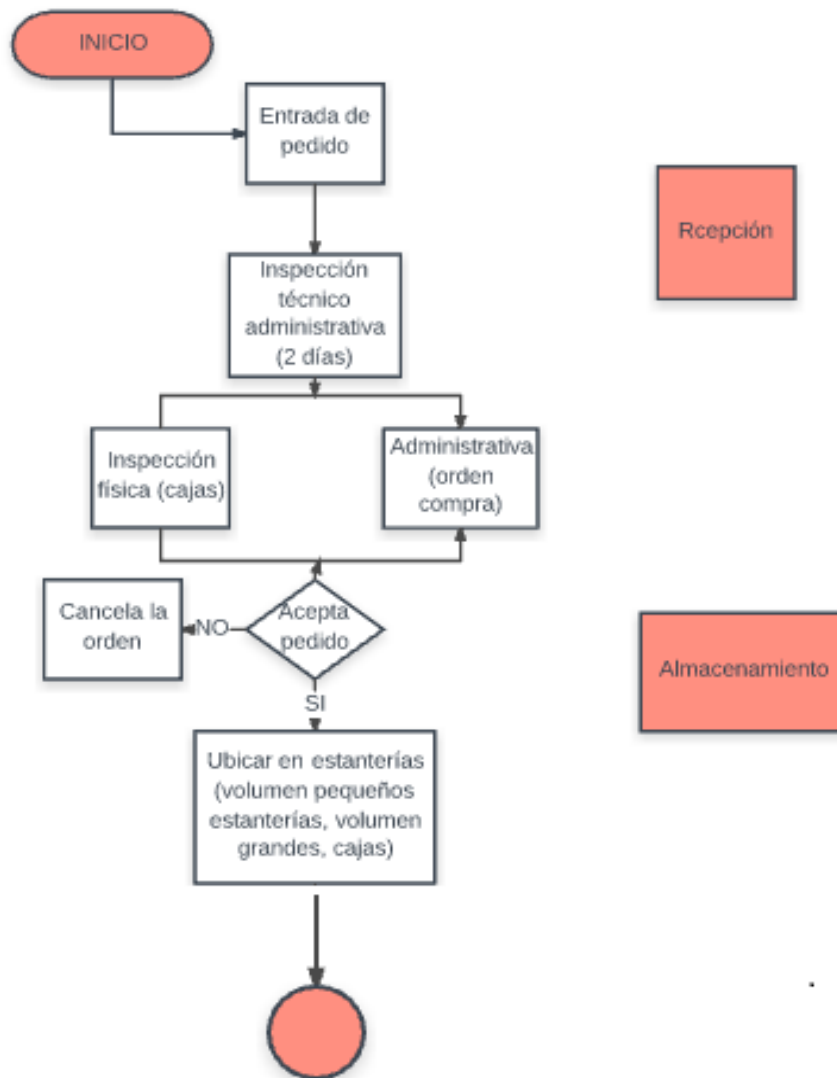 INICIO
Entrada de
pedido
Rcepción
Inspección
técnico
administrativa
(2 días)
Inspección
física (cajas)
Administrativa
(orden
compra)
Cancela la
orden
NO
Acepta
pedido
SI
Almacenamiento
Ubicar en estanterías
(volumen pequeños
estanterías, volumen
grandes, cajas)